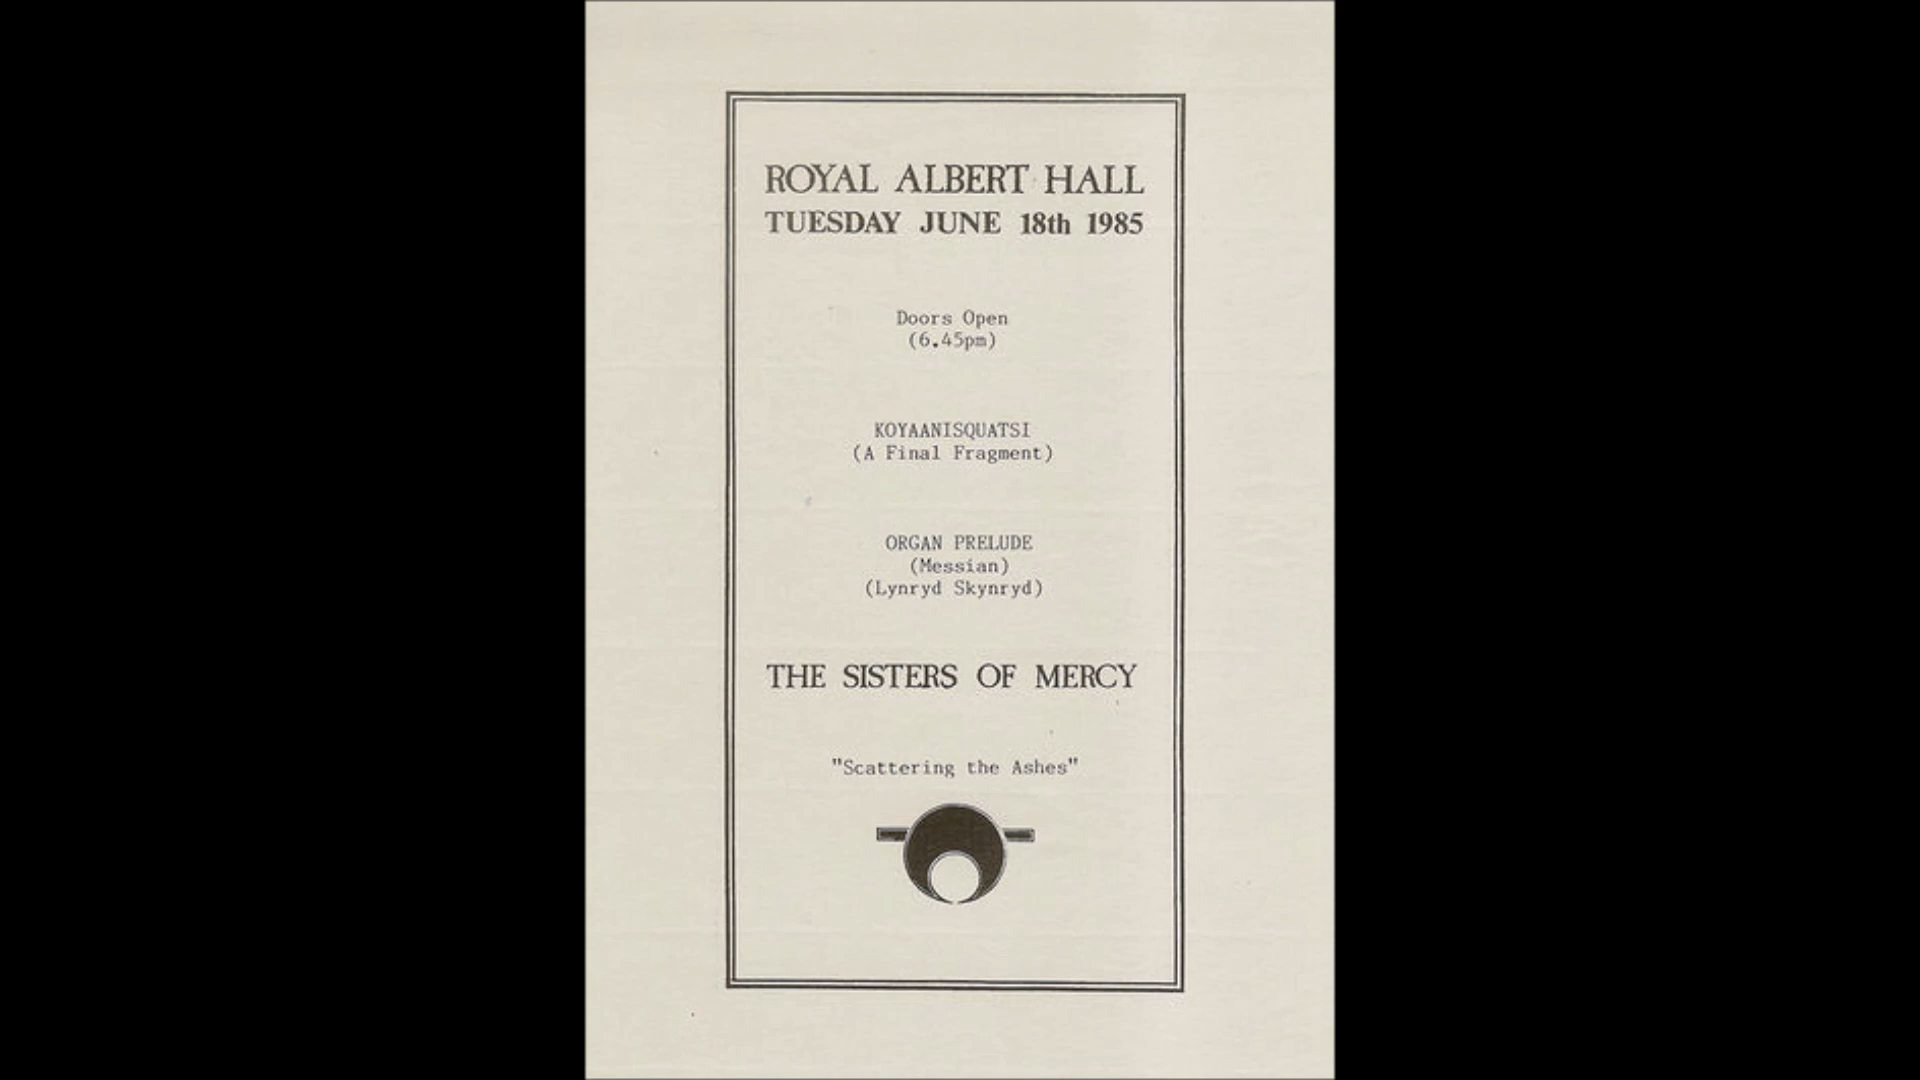 ROYAL ALBERT HALL
TUESDAY JUNE 18th 1985
Doors Open
(6.45pm)
KOYAANISQUATSI
(A Final Fragment)
ORGAN PRELUDE
(Messian)
(Lynryd Skynryd)
THE SISTERS OF MERCY
"Scattering the Ashes"